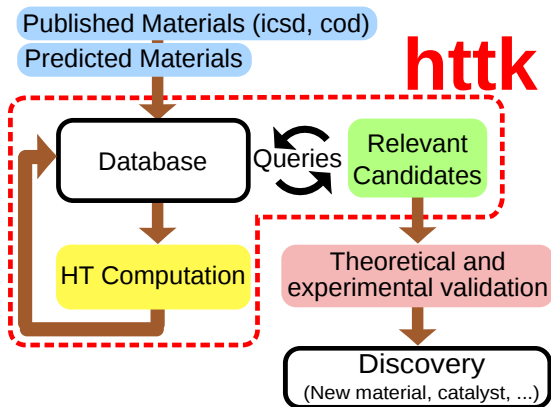 Published Materials (icsd, cod)
Predicted Materials
httk
Database
Queries
Relevant
Candidates
HT Computation
Theoretical and
experimental validation
Discovery
(New material, catalyst, ...)